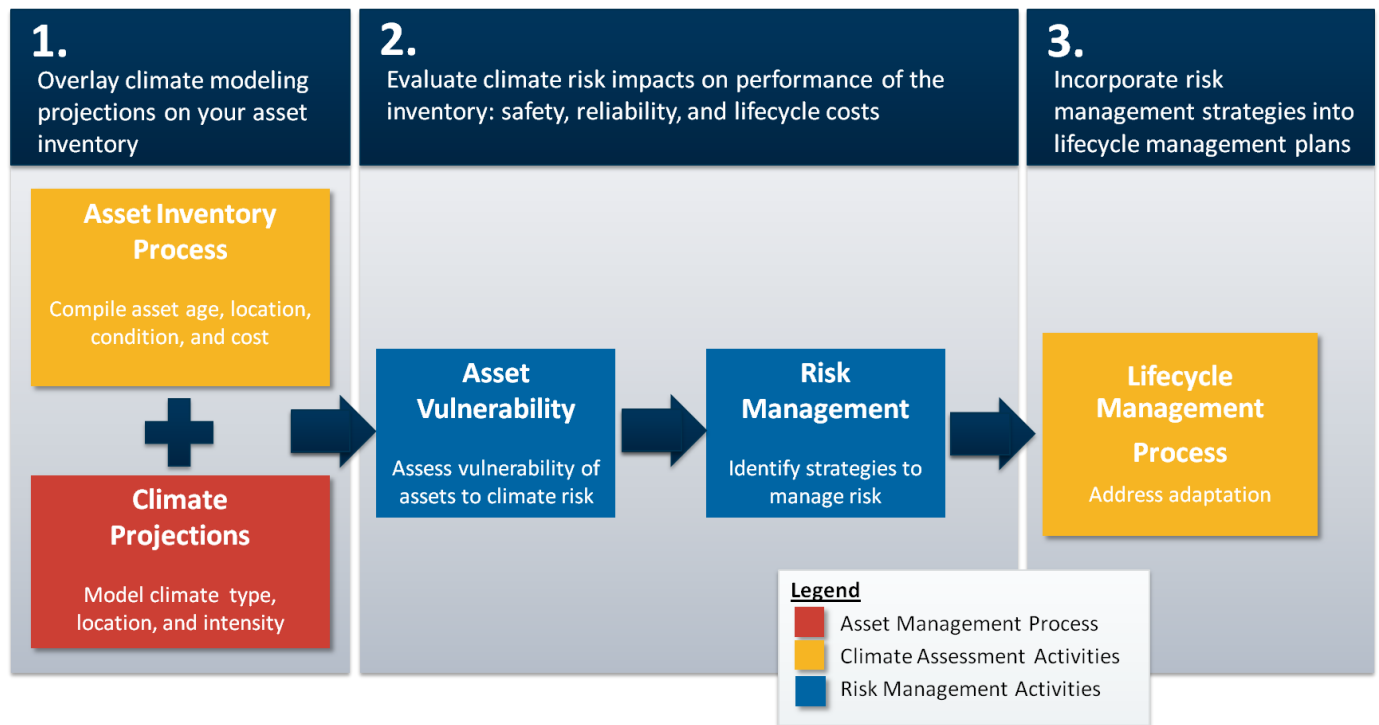 1.
Overlay climate modeling
projections on your asset
inventory
2.
Evaluate climate risk impacts on performance of the
inventory: safety, reliability, and lifecycle costs
3.
Incorporate risk
management strategies into
lifecycle management plans
Asset Inventory
Process
Compile asset age, location,
condition, and cost
Climate
Projections
Model climate type,
location, and intensity
Asset
Vulnerability
Assess vulnerability of
assets to climate risk
Risk
Management
Identify strategies to
manage risk
Lifecycle
Management
Process
Address adaptation
Legend
Asset Management Process
Climate Assessment Activities
Risk Management Activities